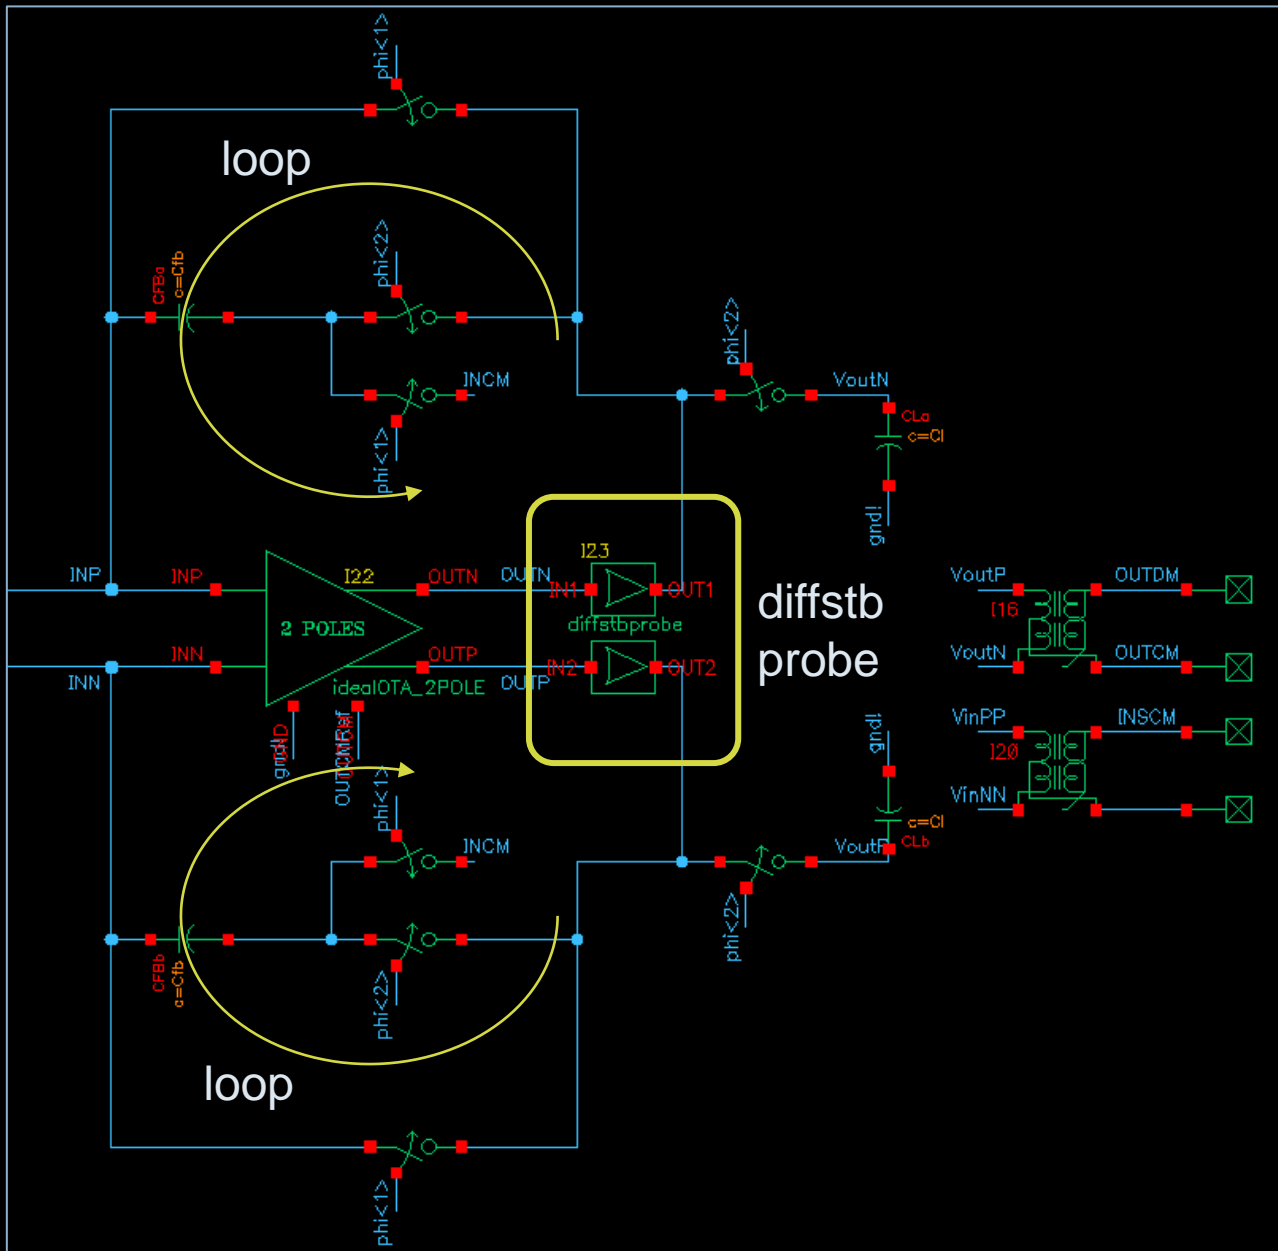 phi<1>
loop
phi<2>
CFBa
c=Cfb
phi<2>
INCM
VoutN
CLa
c=Cl
phi<1>
gnd!
I23
INP
INP
I22
OUTN
OUTN
IN1
OUT1
diffstb
probe
VoutP
OUTDM
I16
2 POLES
diffstbprobe
INN
INN
OUTP
OUTP
IN2
OUT2
VoutN
OUTCM
idealOTA_2POLE
gnd!
GND
OUTCMRef
gnd!
VinPP
INSCM
I20
VinNN
phi<1>
INCM
c=Cl
CLb
VoutP
phi<2>
CFBb
c=Cfb
phi<2>
loop
phi<1>